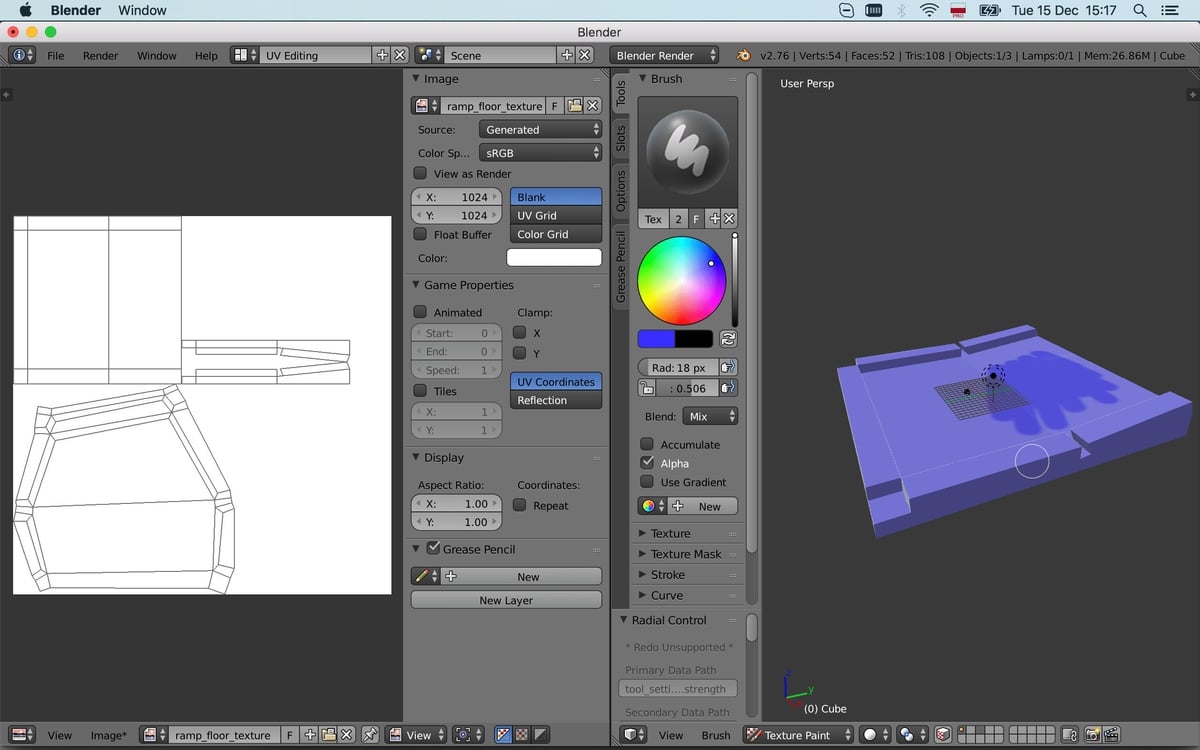 Blender Window PRO Tue 15 Dec 15:17
Blender
File Render Window Help UV Editing Scene Blender Render v2.76 | Verts:54 | Faces:52 | Tris:108 | Objects:1/3 | Lamps:0/1 | Mem:26.86M | Cube
Image
ramp_floor_texture F
Source: Generated
Color Sp... sRGB
View as Render
X: 1024 Blank
Y: 1024 UV Grid
Float Buffer Color Grid
Color:
Game Properties
Animated Clamp:
Start: 0 X
End: 0 Y
Speed: 1
Tiles UV Coordinates
X: 1 Reflection
Y: 1
Display
Aspect Ratio: Coordinates:
X: 1.00 Repeat
Y: 1.00
Grease Pencil
New
New Layer
Tools
Slots
Options
Grease Pencil
Brush
Tex 2 F
Rad: 18 px
: 0.506
Blend: Mix
Accumulate
Alpha
Use Gradient
New
Texture
Texture Mask
Stroke
Curve
Radial Control
* Redo Unsupported *
Primary Data Path
tool_setti....strength
Secondary Data Path
User Persp
z
y
(0) Cube
View Image* ramp_floor_texture F View
View Brush Texture Paint